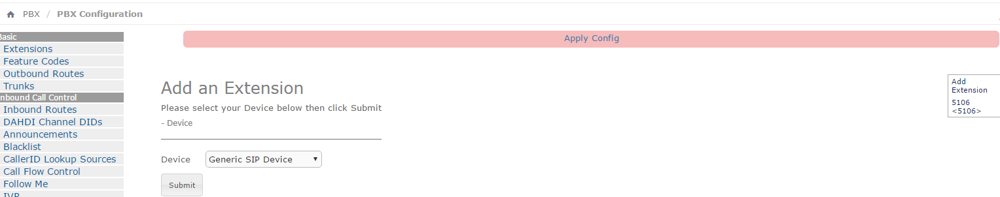 PBX / PBX Configuration
Basic
Extensions
Feature Codes
Outbound Routes
Trunks
Inbound Call Control
Inbound Routes
DAHDI Channel DIDs
Announcements
Blacklist
CallerID Lookup Sources
Call Flow Control
Follow Me
IVR
Apply Config
Add an Extension
Please select your Device below then click Submit
- Device
Device Generic SIP Device
Submit
Add
Extension
5106
<5106>